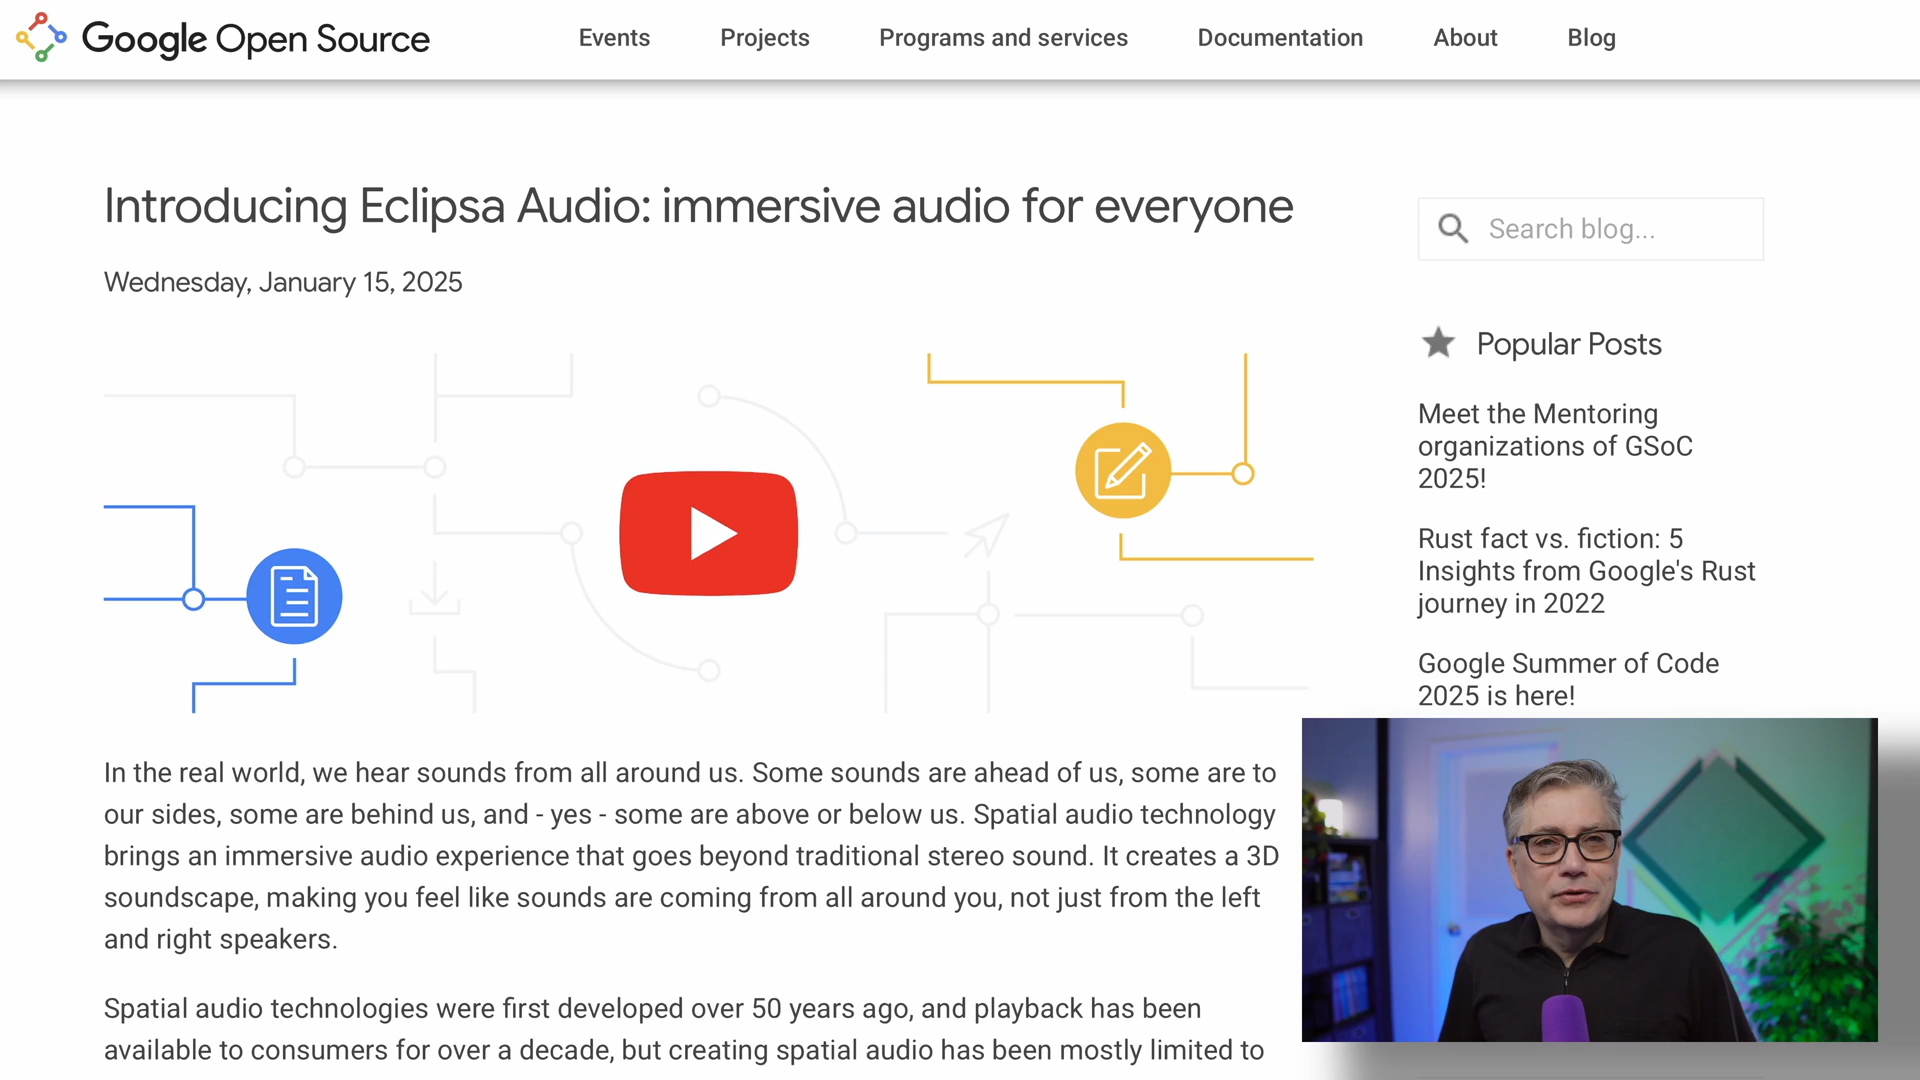 Google Open Source
Events
Projects
Programs and services
Documentation
About
Blog
Introducing Eclipsa Audio: immersive audio for everyone
Wednesday, January 15, 2025
In the real world, we hear sounds from all around us. Some sounds are ahead of us, some are to
our sides, some are behind us, and - yes - some are above or below us. Spatial audio technology
brings an immersive audio experience that goes beyond traditional stereo sound. It creates a 3D
soundscape, making you feel like sounds are coming from all around you, not just from the left
and right speakers.
Spatial audio technologies were first developed over 50 years ago, and playback has been
available to consumers for over a decade, but creating spatial audio has been mostly limited to
Search blog...
Popular Posts
Meet the Mentoring
organizations of GSoC
2025!
Rust fact vs. fiction: 5
Insights from Google's Rust
journey in 2022
Google Summer of Code
2025 is here!